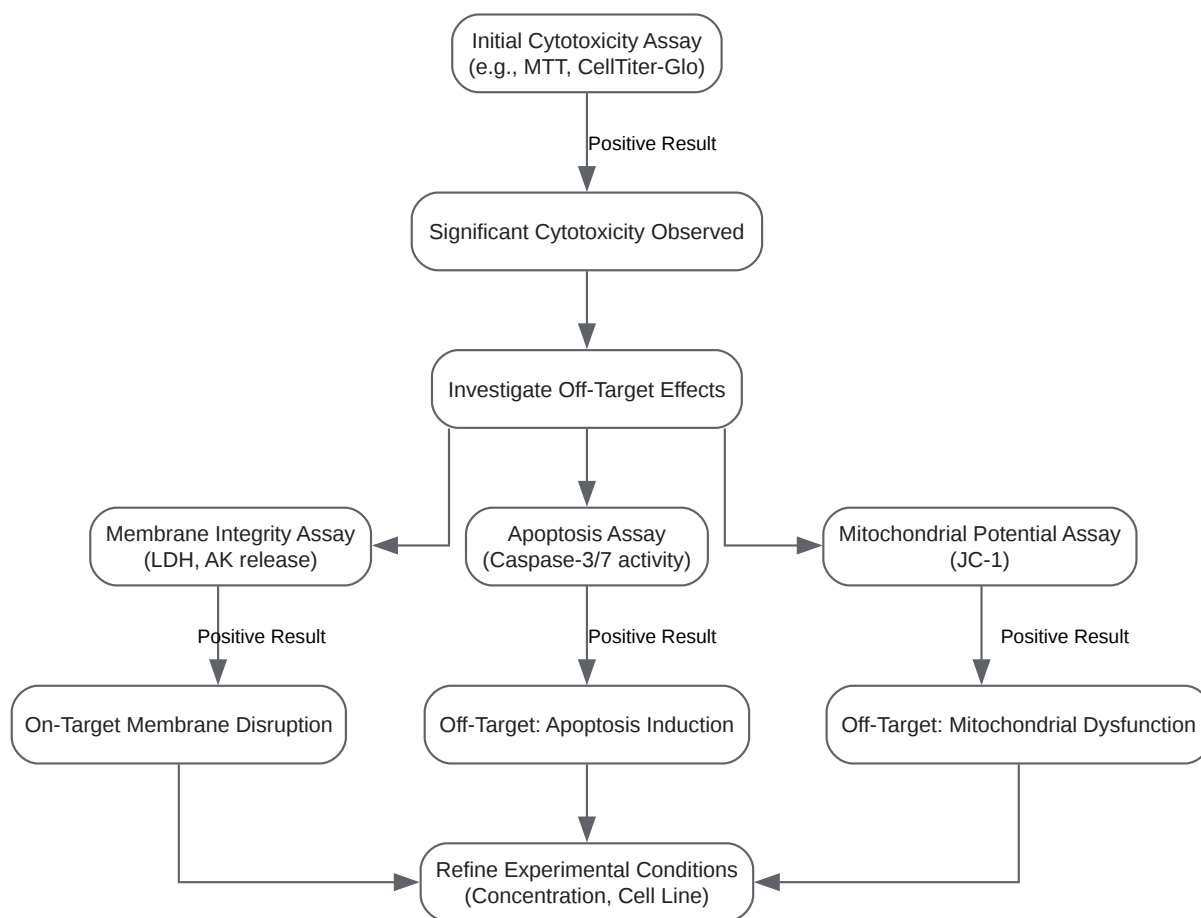 Initial Cytotoxicity Assay
(e.g., MTT, CellTiter-Glo)
Positive Result
Significant Cytotoxicity Observed
Investigate Off-Target Effects
Membrane Integrity Assay
(LDH, AK release)
Apoptosis Assay
(Caspase-3/7 activity)
Mitochondrial Potential Assay
(JC-1)
Positive Result
Positive Result
Positive Result
On-Target Membrane Disruption
Off-Target: Apoptosis Induction
Off-Target: Mitochondrial Dysfunction
Refine Experimental Conditions
(Concentration, Cell Line)